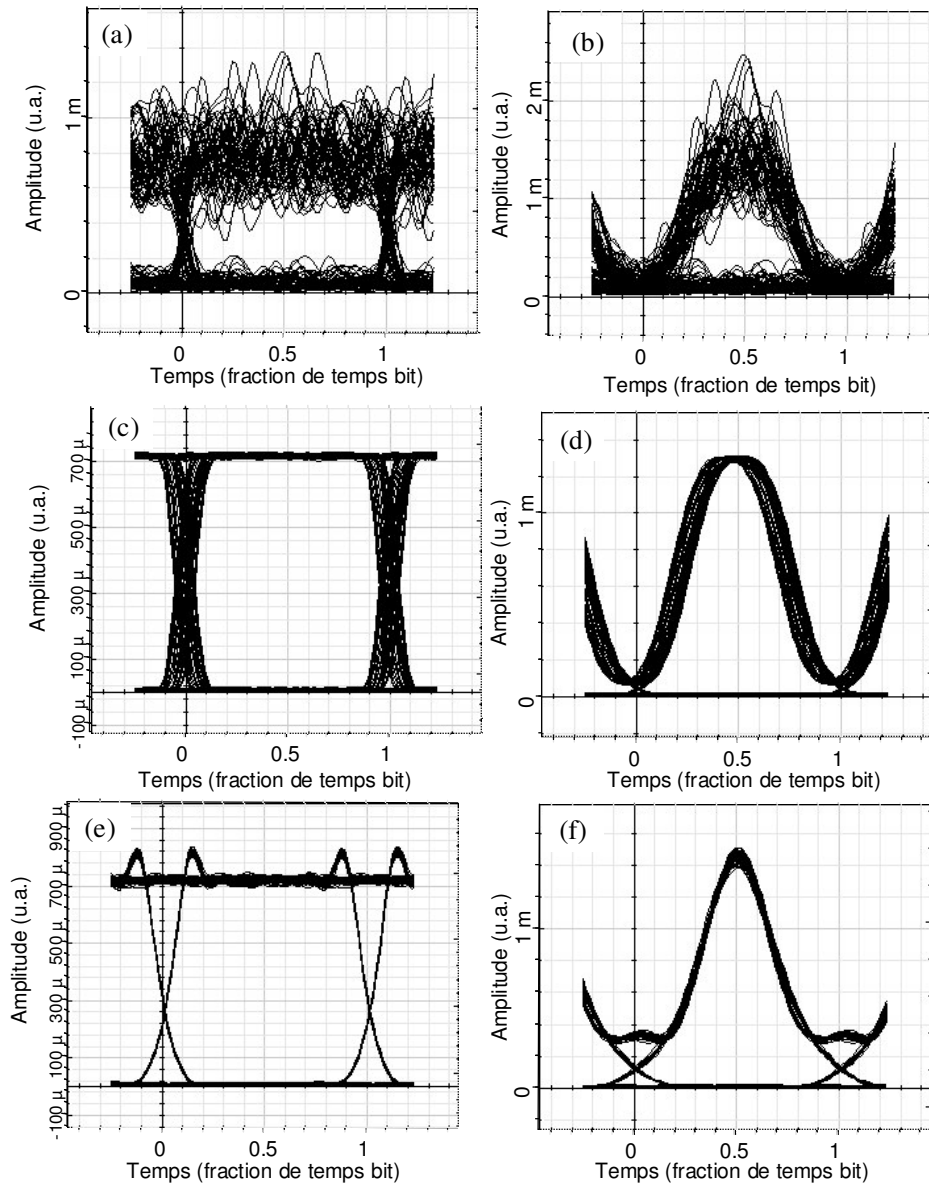 (a)
Amplitude (u.a.)
1 m
0
0
0.5
1
Temps (fraction de temps bit)
(b)
Amplitude (u.a.)
2 m
1 m
0
0
0.5
1
Temps (fraction de temps bit)
(c)
Amplitude (u.a.)
700 µ
500 µ
300 µ
100 µ
-100 µ
0
0.5
1
Temps (fraction de temps bit)
(d)
Amplitude (u.a.)
1 m
0
0
0.5
1
Temps (fraction de temps bit)
(e)
Amplitude (u.a.)
900 µ
700 µ
500 µ
300 µ
100 µ
-100 µ
0
0.5
1
Temps (fraction de temps bit)
(f)
Amplitude (u.a.)
1 m
0
0
0.5
1
Temps (fraction de temps bit)